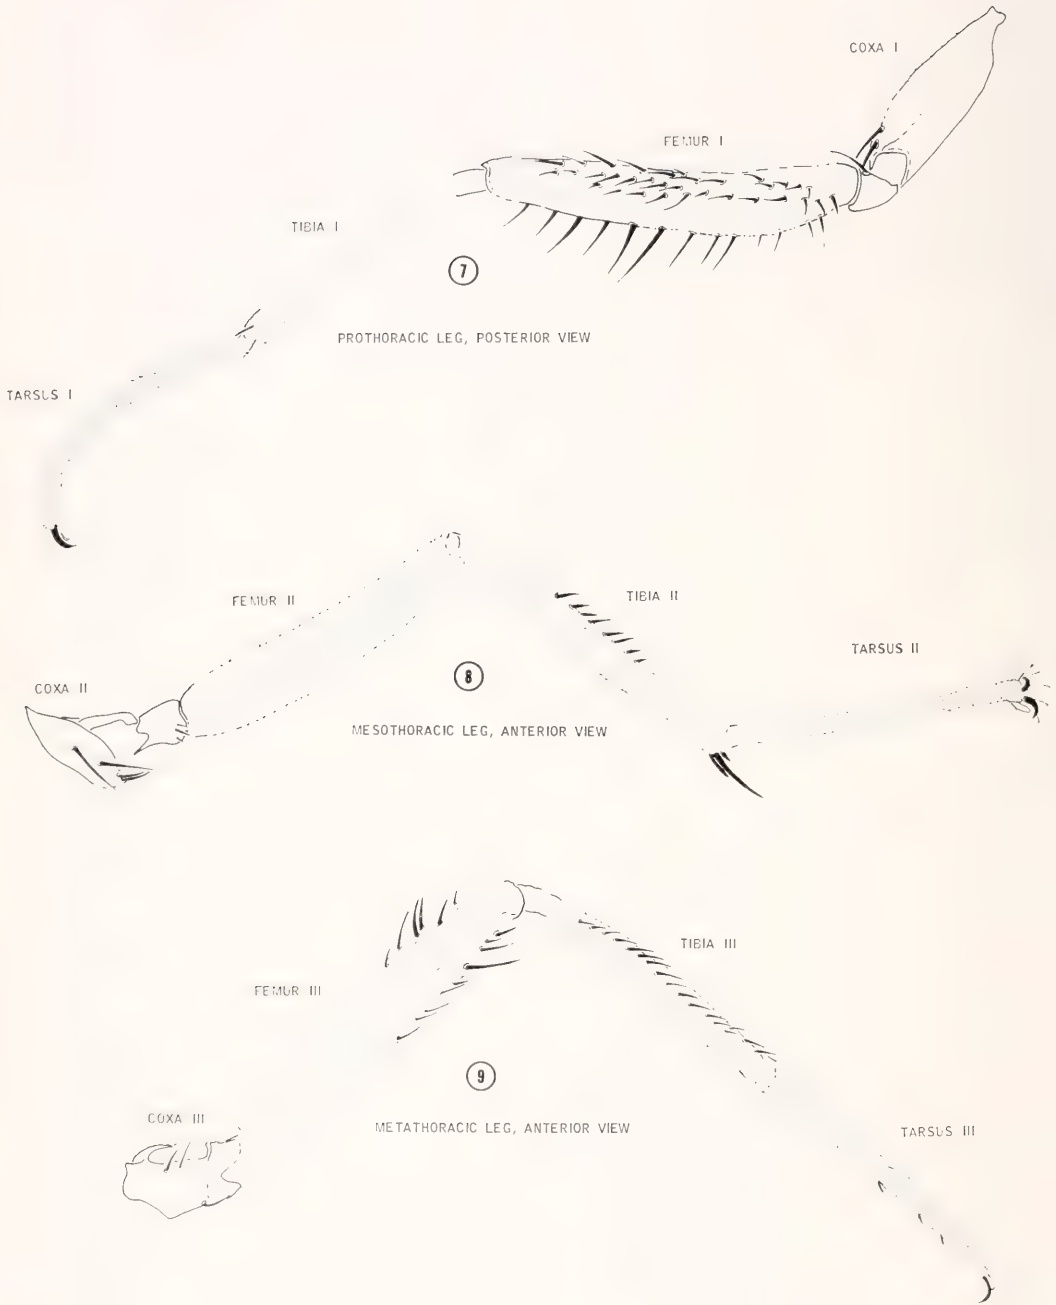 COXA I
FEMUR I
TIBIA I
7
PROTHORACIC LEG, POSTERIOR VIEW
TARSUS I
FEMUR II
TIBIA II
TARSUS II
8
COXA II
MESOTHORACIC LEG, ANTERIOR VIEW
TIBIA III
FEMUR III
9
COXA III
METATHORACIC LEG, ANTERIOR VIEW
TARSUS III